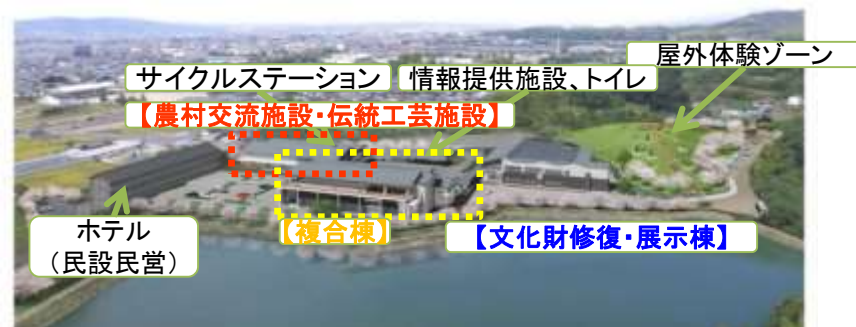 屋外体験ゾーン
サイクルステーション
情報提供施設、トイレ
【農村交流施設・伝統工芸施設】
ホテル
（民設民営）
【複合棟】
【文化財修復・展示棟】